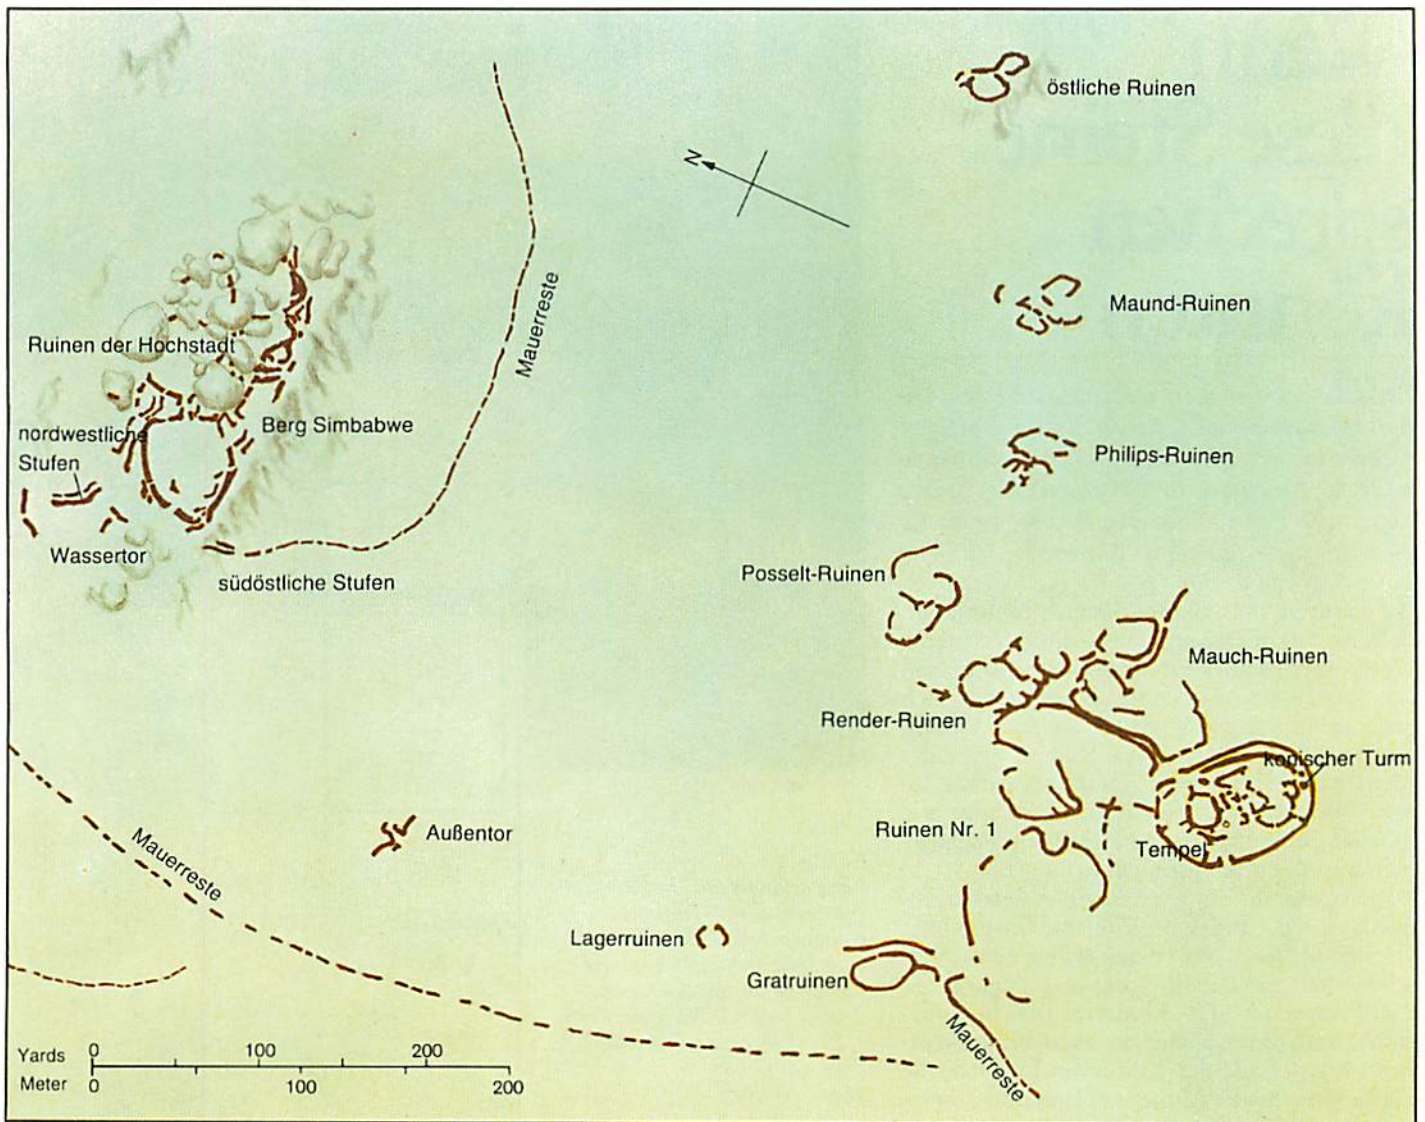 östliche Ruinen
N
Mauerreste
Maund-Ruinen
Ruinen der Hochstadt
Berg Simbabwe
nordwestliche
Stufen
Philips-Ruinen
Wassertor
südöstliche Stufen
Posselt-Ruinen
Mauch-Ruinen
Render-Ruinen
konischer Turm
Außentor
Ruinen Nr. 1
Tempel
Mauerreste
Lagerruinen
Gratruinen
Mauerreste
Yards 0 100 200
Meter 0 100 200